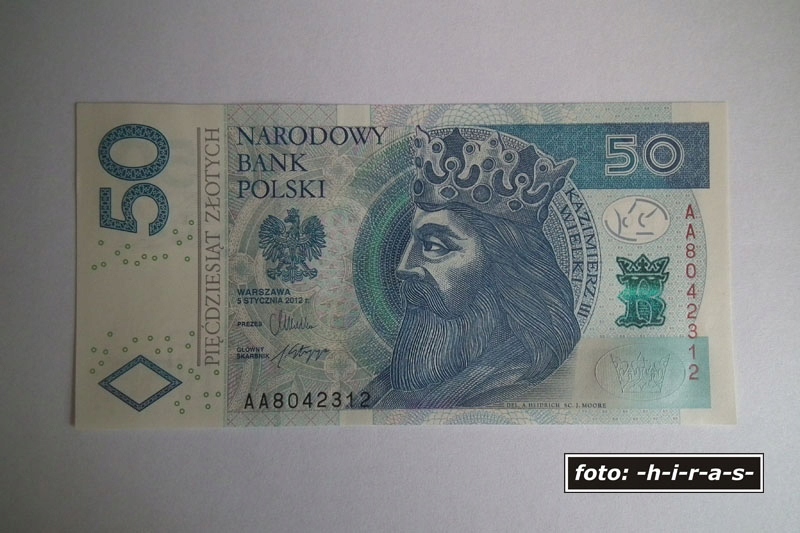 50
PIĘĆDZIESIĄT ZŁOTYCH
NARODOWY
BANK
POLSKI
WARSZAWA
5 STYCZNIA 2012 r.
PREZES
GŁÓWNY
SKARBNIK
AA8042312
50
KAZIMIERZ III
WIELKI
AA8042312
DEL. A HEIDRICH SC. J. MOORE
foto: -h-i-r-a-s-